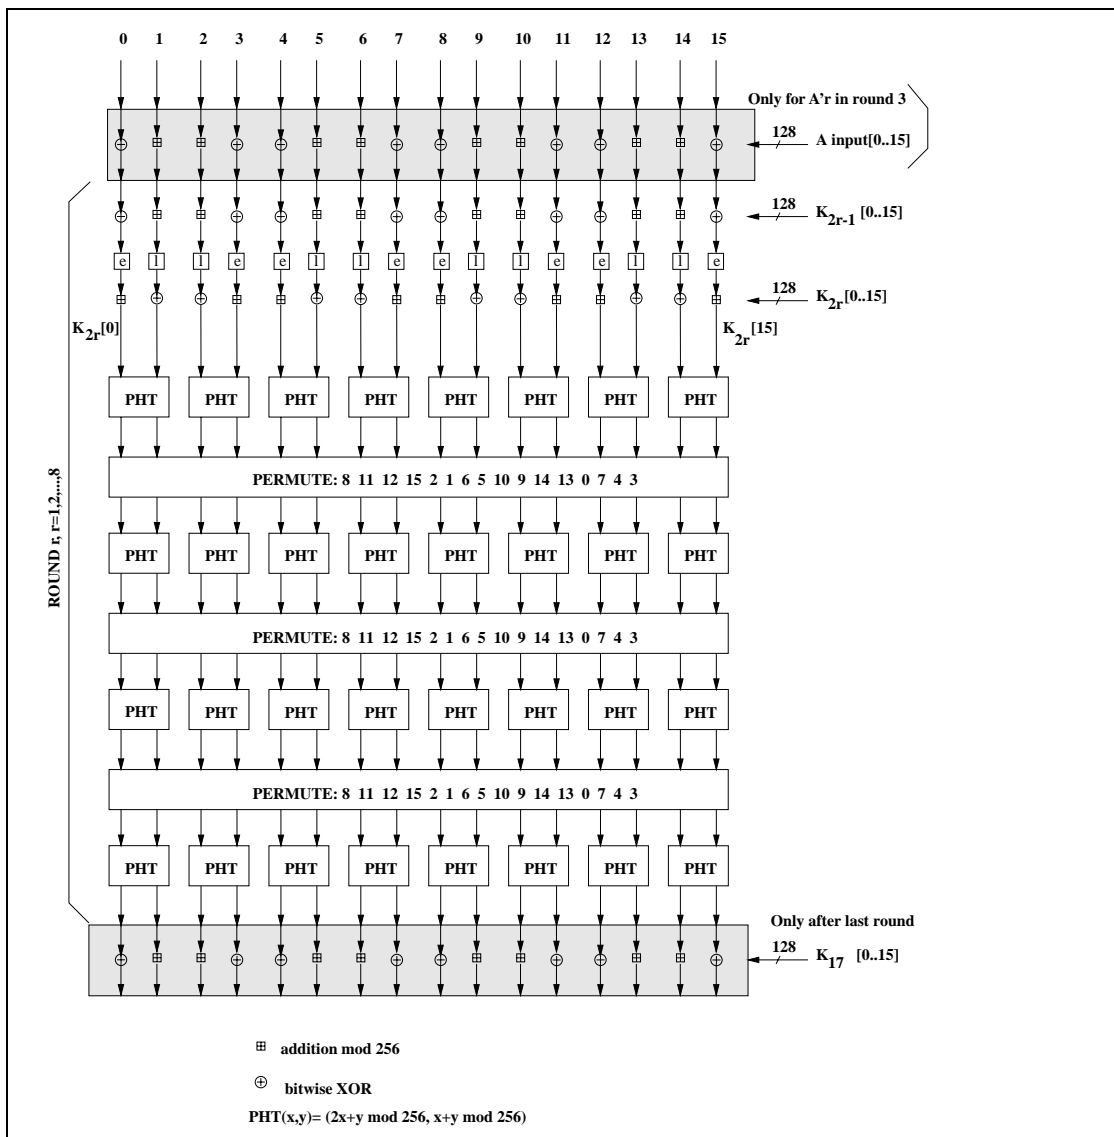 0 1 2 3 4 5 6 7 8 9 10 11 12 13 14 15
Only for A'r in round 3
128 A input[0..15]
128 K2r-1 [0..15]
e l l e e l l e e l l e e l l e
128 K2r[0..15]
K2r[0] K2r[15]
PHT PHT PHT PHT PHT PHT PHT PHT
PERMUTE: 8 11 12 15 2 1 6 5 10 9 14 13 0 7 4 3
ROUND r, r=1,2,...,8
PHT PHT PHT PHT PHT PHT PHT PHT
PERMUTE: 8 11 12 15 2 1 6 5 10 9 14 13 0 7 4 3
PHT PHT PHT PHT PHT PHT PHT PHT
PERMUTE: 8 11 12 15 2 1 6 5 10 9 14 13 0 7 4 3
PHT PHT PHT PHT PHT PHT PHT PHT
Only after last round
128 K17 [0..15]
addition mod 256
bitwise XOR
PHT(x,y)= (2x+y mod 256, x+y mod 256)